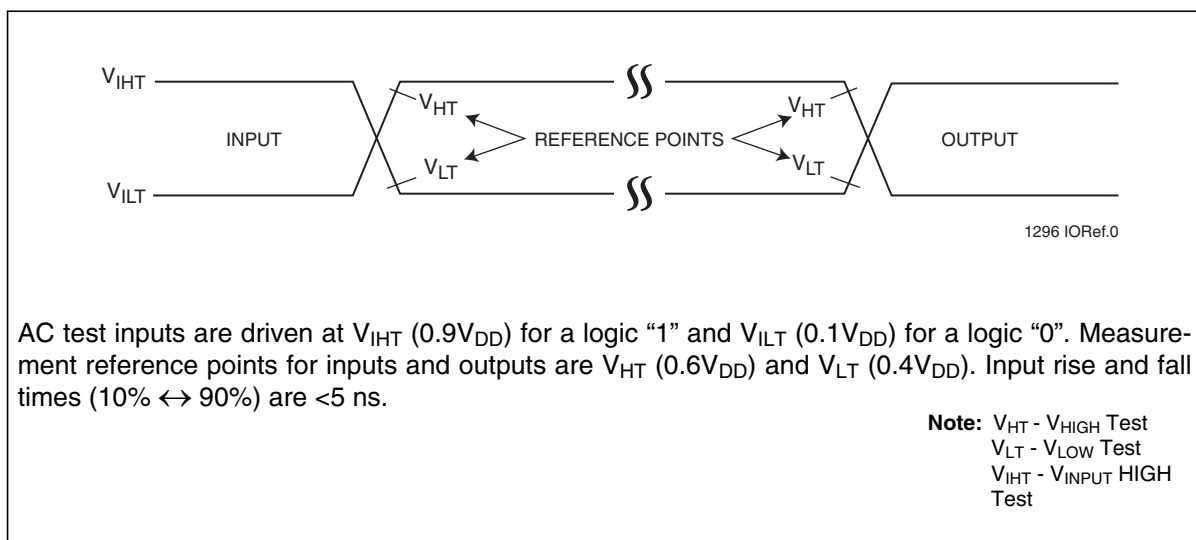 VIHT
VHT
VHT
INPUT
REFERENCE POINTS
OUTPUT
VLT
VLT
VILT
1296 IORef.0
AC test inputs are driven at VIHT (0.9VDD) for a logic “1” and VILT (0.1VDD) for a logic “0”. Measure-
ment reference points for inputs and outputs are VHT (0.6VDD) and VLT (0.4VDD). Input rise and fall
times (10% ↔ 90%) are <5 ns.
Note: VHT - VHIGH Test
VLT - VLOW Test
VIHT - VINPUT HIGH
Test